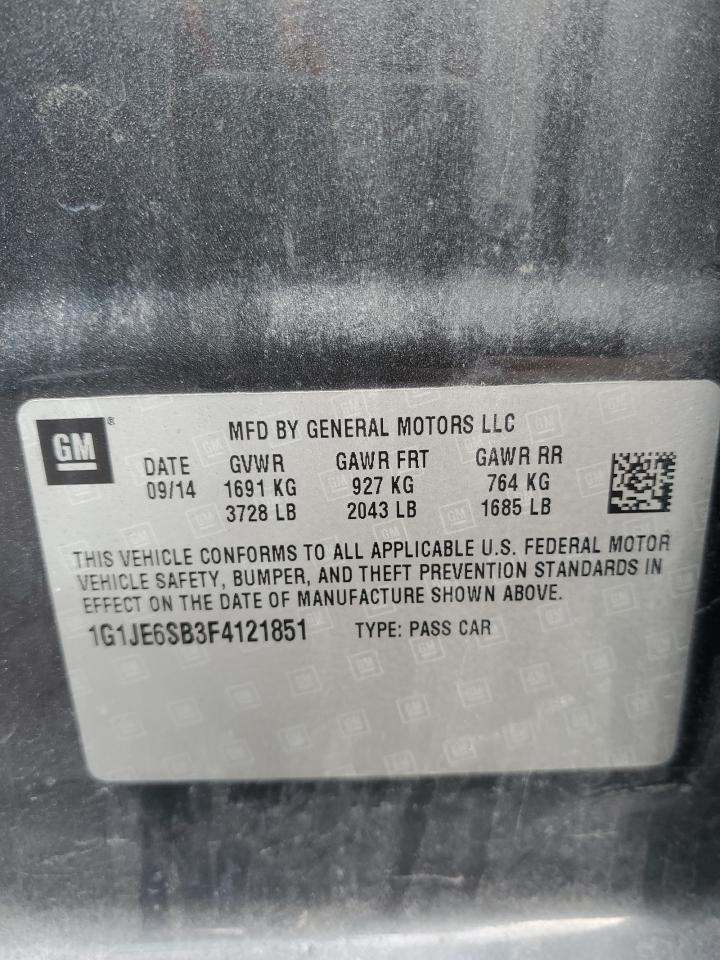 GM®
MFD BY GENERAL MOTORS LLC
DATE GVWR GAWR FRT GAWR RR
09/14 1691 KG 927 KG 764 KG
3728 LB 2043 LB 1685 LB
THIS VEHICLE CONFORMS TO ALL APPLICABLE U.S. FEDERAL MOTOR
VEHICLE SAFETY, BUMPER, AND THEFT PREVENTION STANDARDS IN
EFFECT ON THE DATE OF MANUFACTURE SHOWN ABOVE.
1G1JE6SB3F4121851 TYPE: PASS CAR